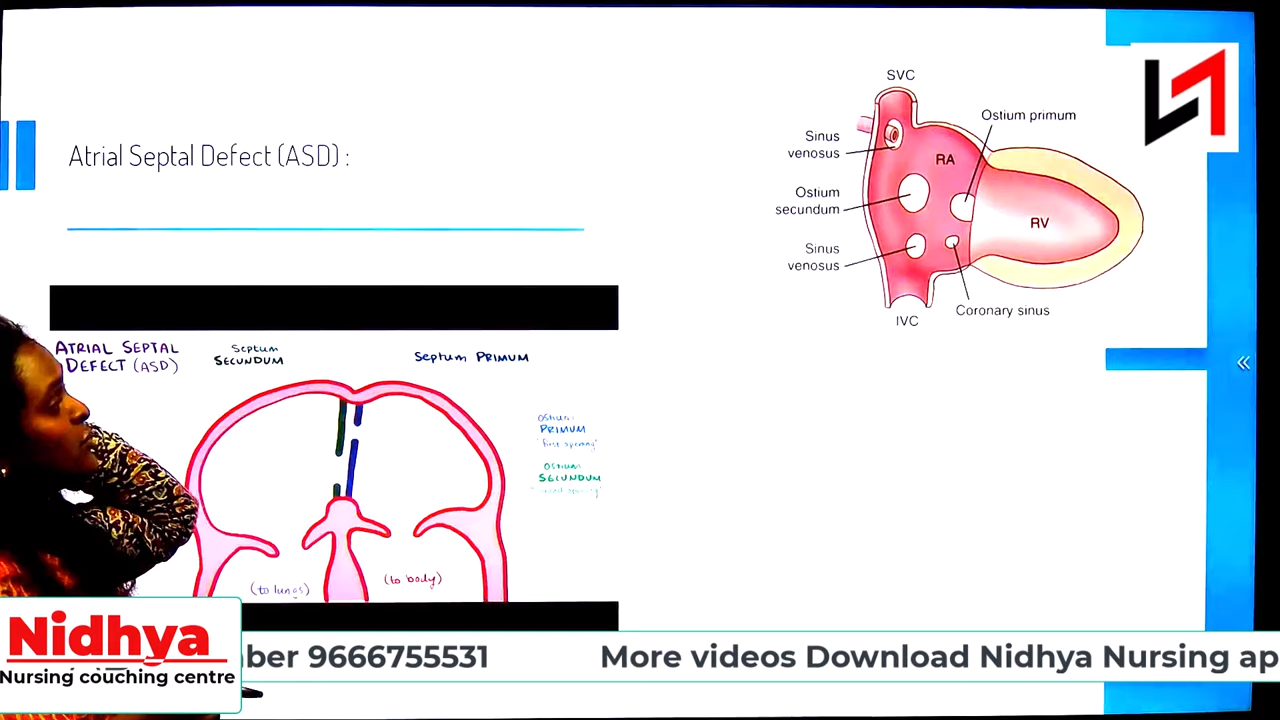 Atrial Septal Defect (ASD) :
SVC
Ostium primum
Sinus
venosus
RA
Ostium
secundum
RV
Sinus
venosus
Coronary sinus
IVC
«
ATRIAL SEPTAL
DEFECT (ASD)
Septum
SECUNDUM
Septum PRIMUM
OSTIUM
PRIMUM
"first opening"
OSTIUM
SECUNDUM
(to lungs)
(to body)
Nidhya
Nursing couching centre
ber 9666755531 More videos Download Nidhya Nursing ap